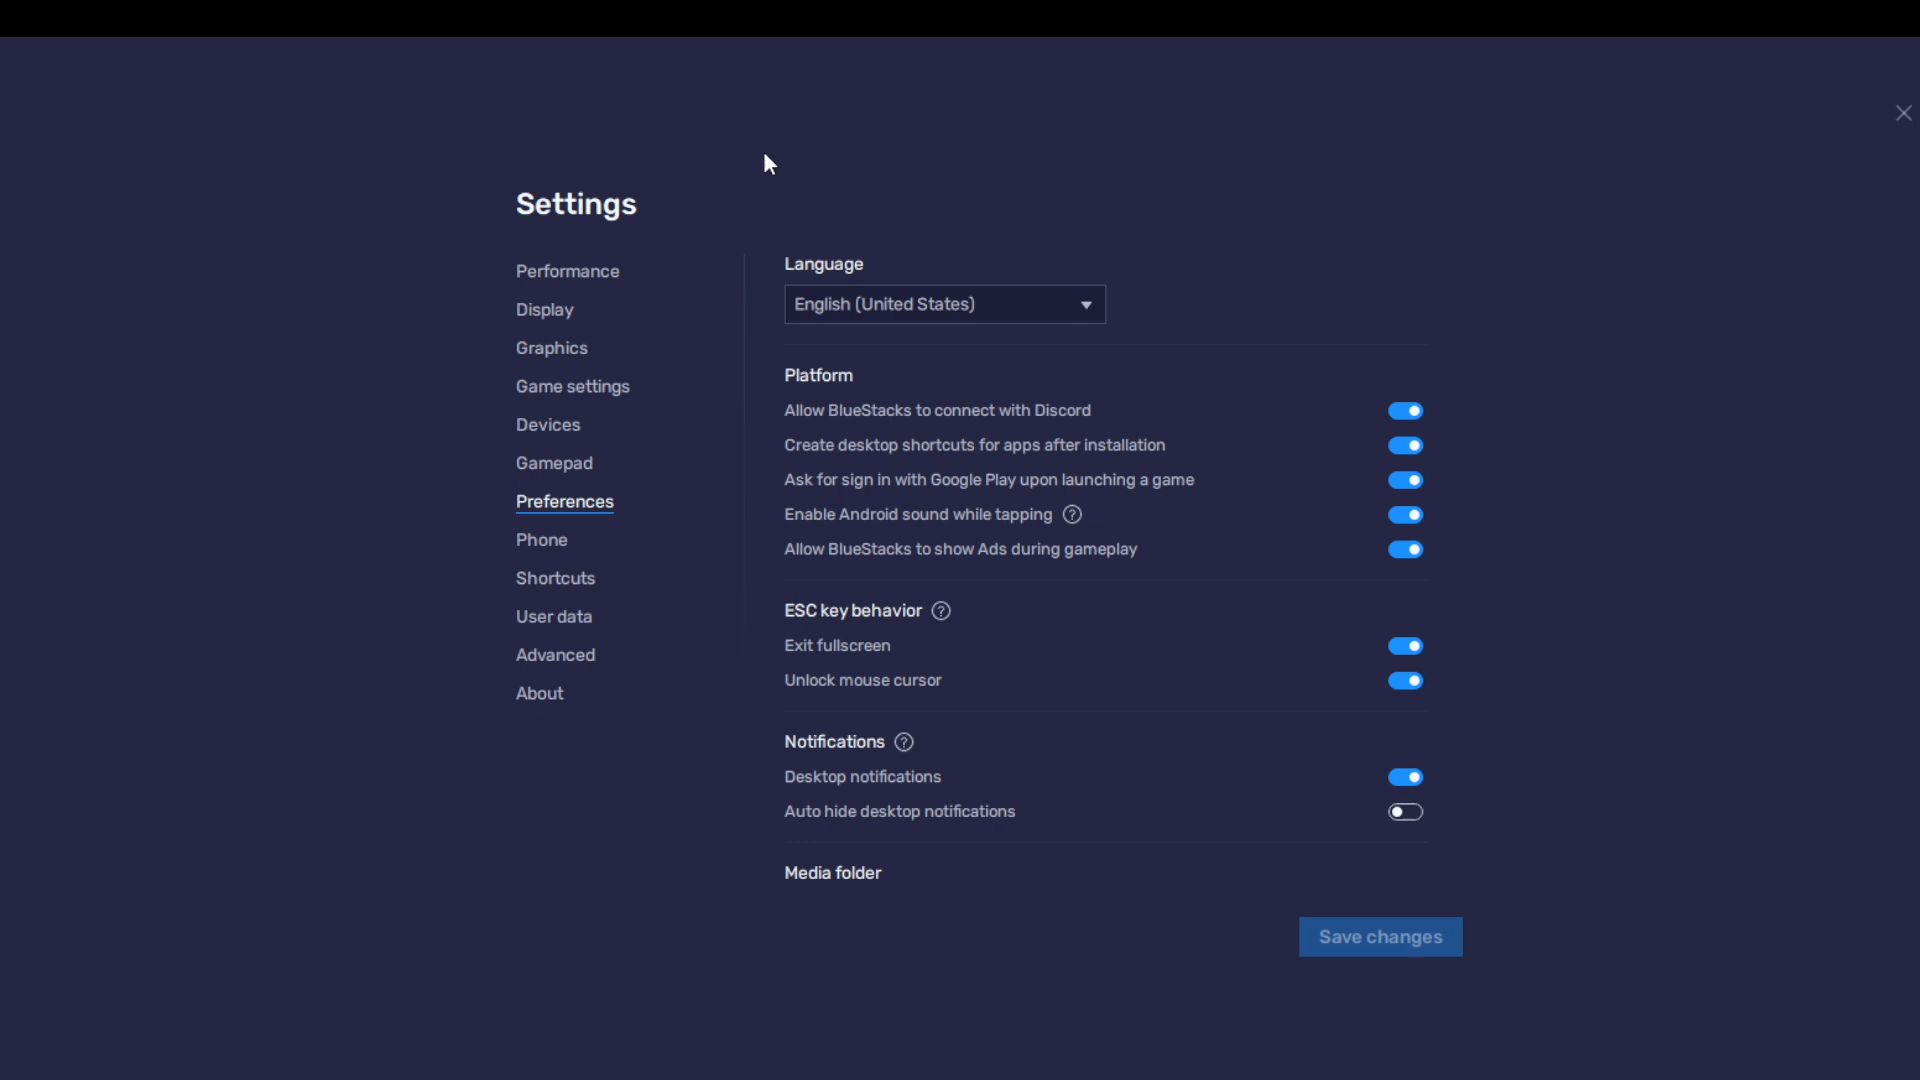 Settings
Performance
Display
Graphics
Game settings
Devices
Gamepad
Preferences
Phone
Shortcuts
User data
Advanced
About
Language
English (United States)
Platform
Allow BlueStacks to connect with Discord
Create desktop shortcuts for apps after installation
Ask for sign in with Google Play upon launching a game
Enable Android sound while tapping ?
Allow BlueStacks to show Ads during gameplay
ESC key behavior ?
Exit fullscreen
Unlock mouse cursor
Notifications ?
Desktop notifications
Auto hide desktop notifications
Media folder
Save changes